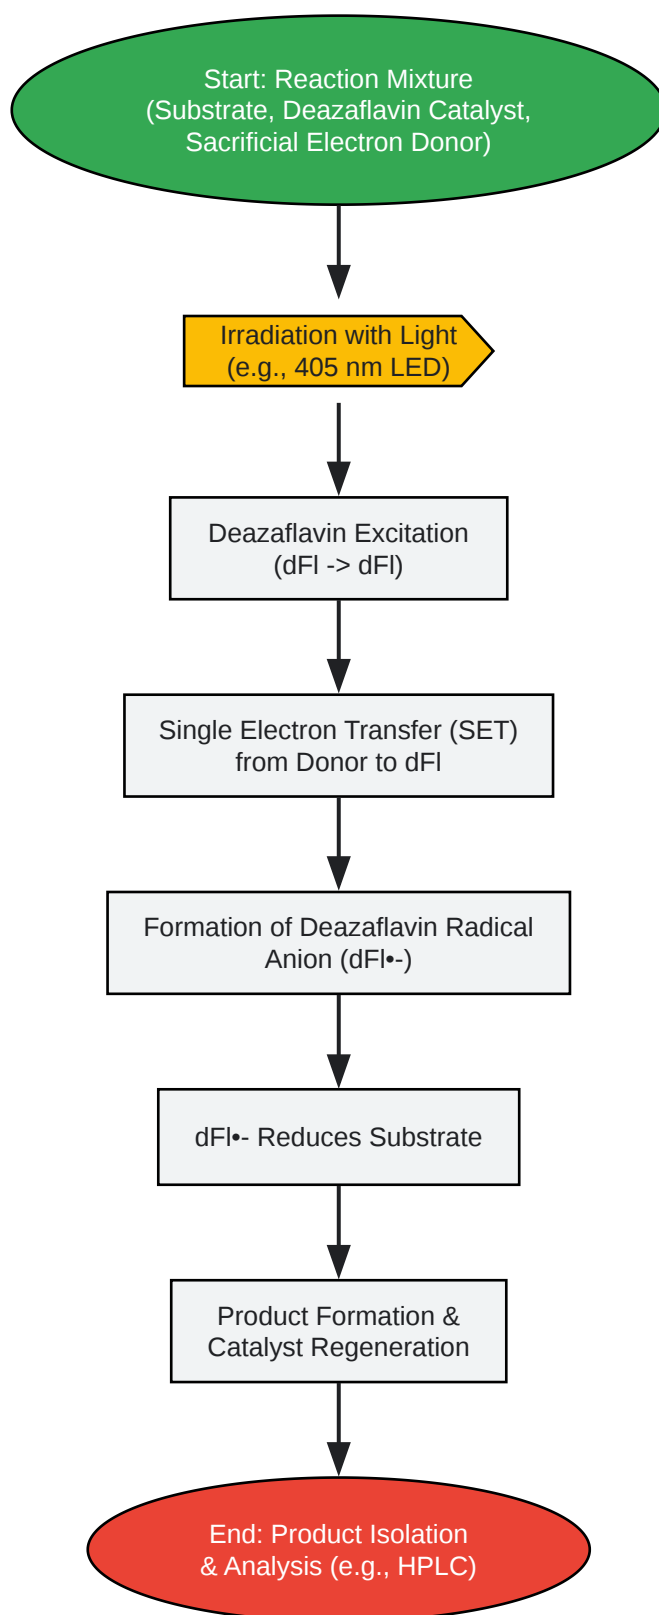 Start: Reaction Mixture
(Substrate, Deazaflavin Catalyst,
Sacrificial Electron Donor)
Irradiation with Light
(e.g., 405 nm LED)
Deazaflavin Excitation
(dFl -> dFl)
Single Electron Transfer (SET)
from Donor to dFl
Formation of Deazaflavin Radical
Anion (dFl•-)
dFl•- Reduces Substrate
Product Formation &
Catalyst Regeneration
End: Product Isolation
& Analysis (e.g., HPLC)